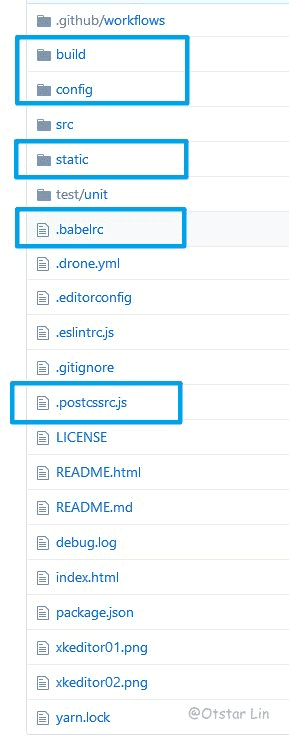 .github/workflows
build
config
src
static
test/unit
.babelrc
.drone.yml
.editorconfig
.eslintrc.js
.gitignore
.postcssrc.js
LICENSE
README.html
README.md
debug.log
index.html
package.json
xkeditor01.png
xkeditor02.png
yarn.lock
@Otstar Lin